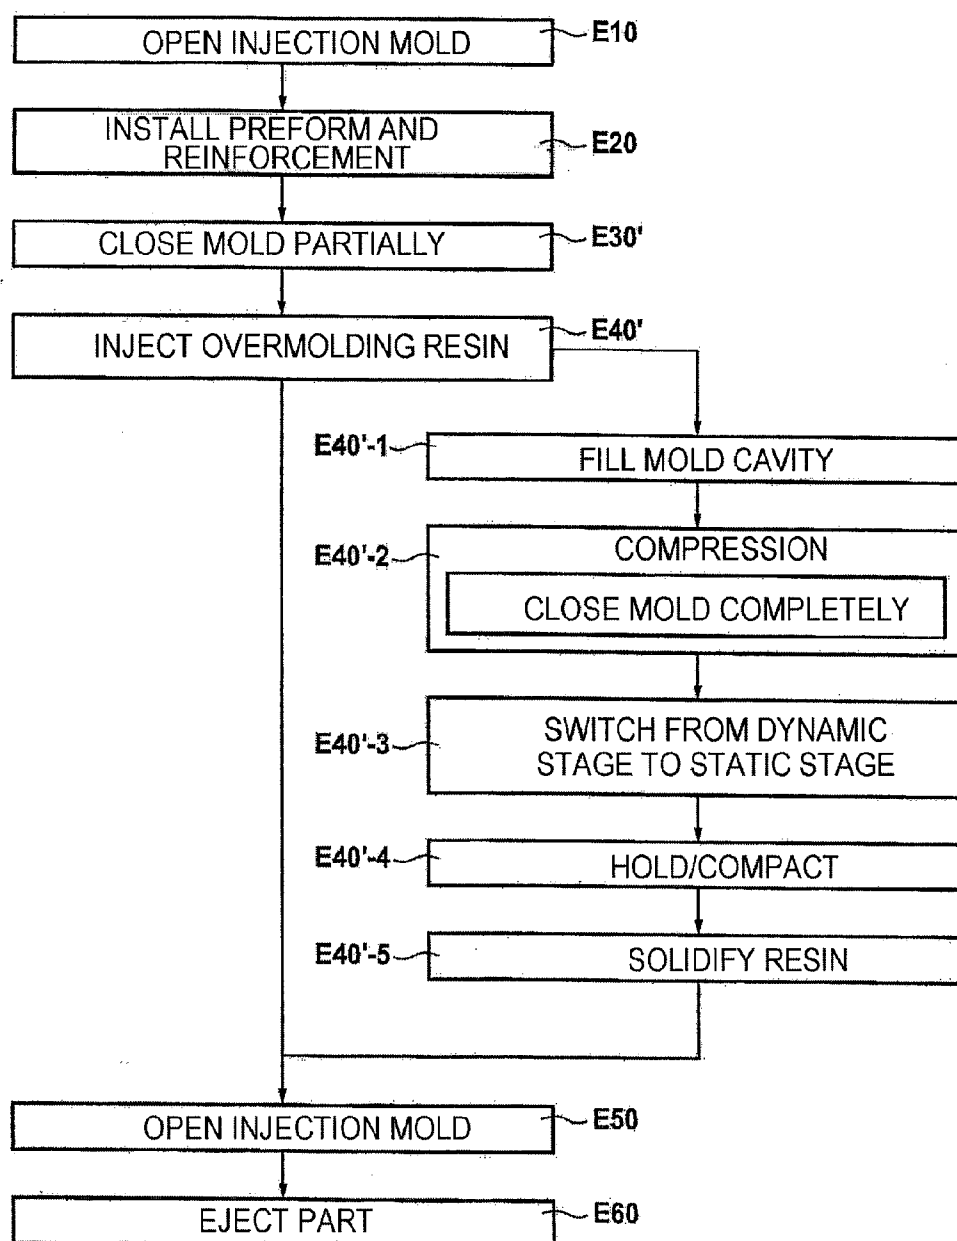 OPEN INJECTION MOLD
E10
INSTALL PREFORM AND
REINFORCEMENT
E20
CLOSE MOLD PARTIALLY
E30'
INJECT OVERMOLDING RESIN
E40'
E40'-1
FILL MOLD CAVITY
E40'-2
COMPRESSION
CLOSE MOLD COMPLETELY
E40'-3
SWITCH FROM DYNAMIC
STAGE TO STATIC STAGE
E40'-4
HOLD/COMPACT
E40'-5
SOLIDIFY RESIN
OPEN INJECTION MOLD
E50
EJECT PART
E60